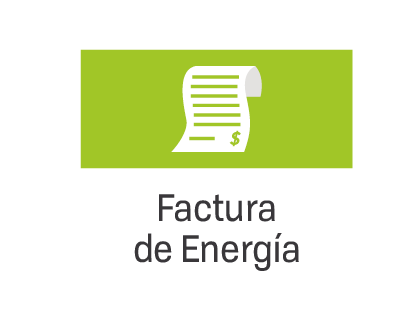 $
Factura
de Energía